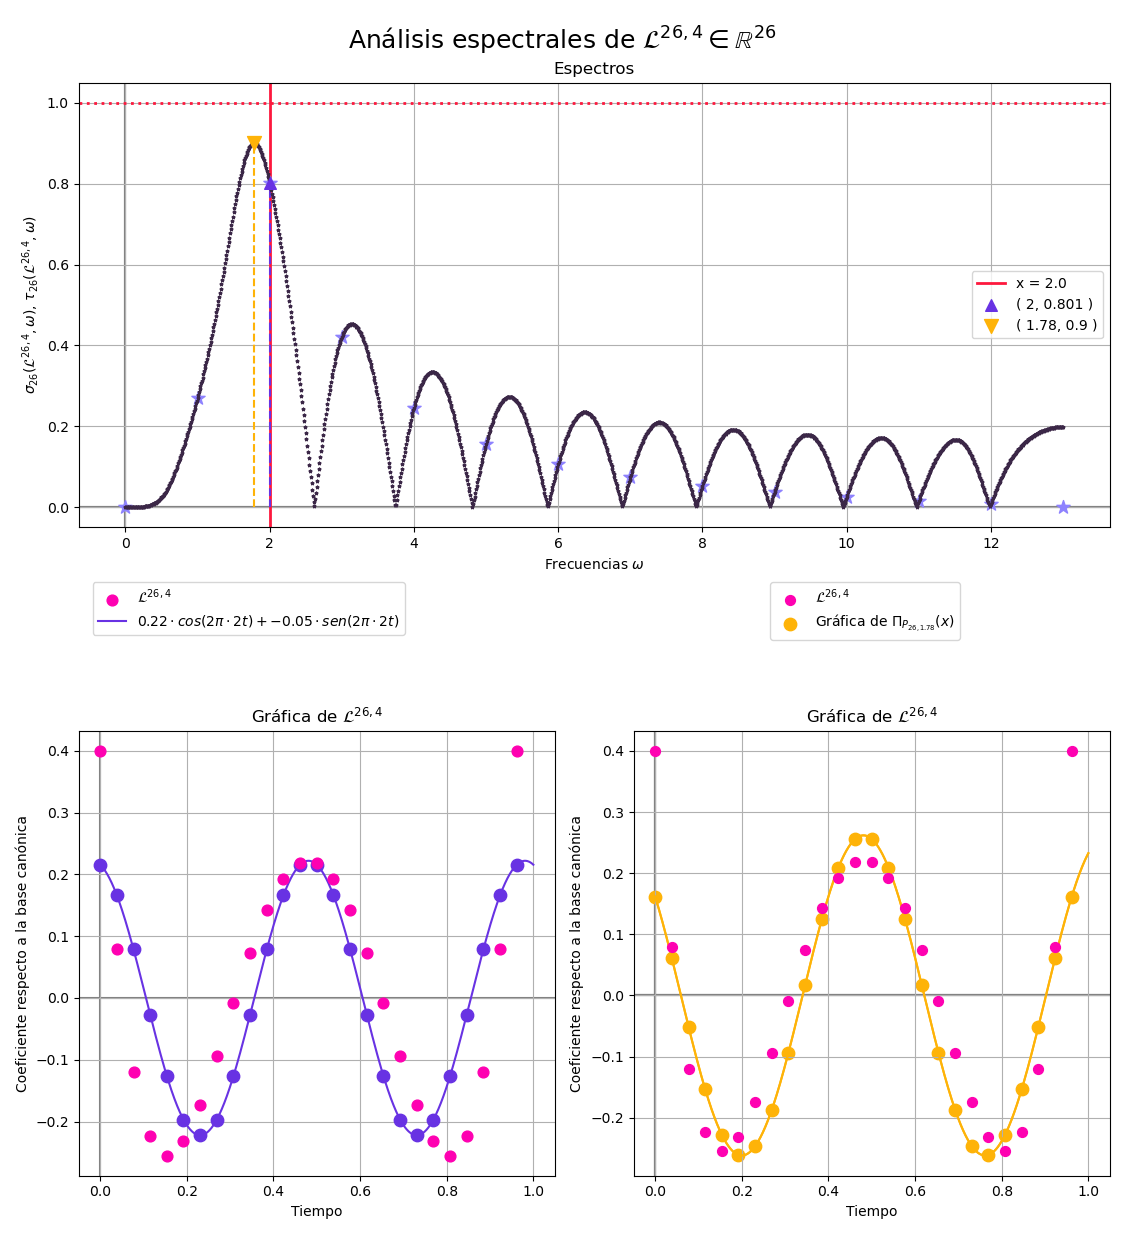 Análisis espectrales de 𝓛^{26,4} ∈ ℝ^{26}
Espectros
σ₂₆(𝓛^{26,4}, ω), τ₂₆(𝓛^{26,4}, ω)
1.0
0.8
0.6
0.4
0.2
0.0
x = 2.0
( 2, 0.801 )
( 1.78, 0.9 )
0 2 4 6 8 10 12
Frecuencias ω
𝓛^{26,4}
0.22 · cos(2π · 2t) + −0.05 · sen(2π · 2t)
𝓛^{26,4}
Gráfica de Π_{P_{26,1.78}}(x)
Gráfica de 𝓛^{26,4}
Coeficiente respecto a la base canónica
0.4
0.3
0.2
0.1
0.0
−0.1
−0.2
0.0 0.2 0.4 0.6 0.8 1.0
Tiempo
Gráfica de 𝓛^{26,4}
Coeficiente respecto a la base canónica
0.4
0.3
0.2
0.1
0.0
−0.1
−0.2
0.0 0.2 0.4 0.6 0.8 1.0
Tiempo